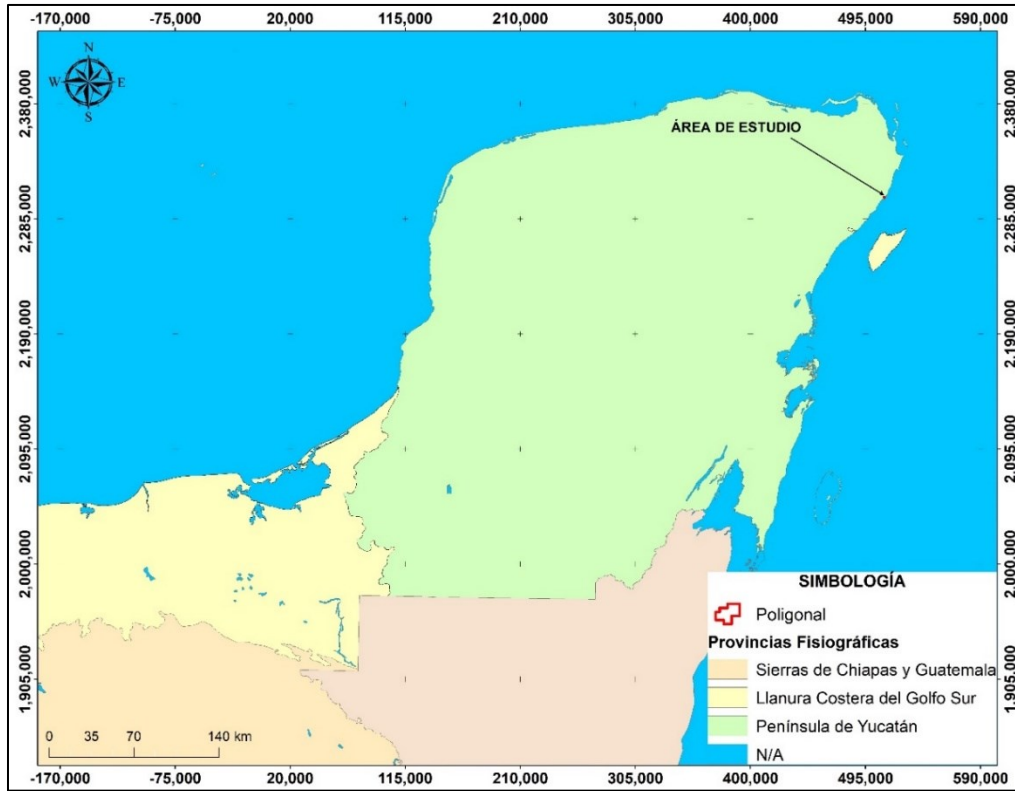 -170,000 -75,000 20,000 115,000 210,000 305,000 400,000 495,000 590,000
N
W E
S
2,380,000 2,380,000
ÁREA DE ESTUDIO
2,285,000 2,285,000
2,190,000 2,190,000
2,095,000 2,095,000
2,000,000 2,000,000
SIMBOLOGÍA
Poligonal
Provincias Fisiográficas
Sierras de Chiapas y Guatemala
1,905,000 1,905,000
Llanura Costera del Golfo Sur
Península de Yucatán
0 35 70 140 km
N/A
-170,000 -75,000 20,000 115,000 210,000 305,000 400,000 495,000 590,000